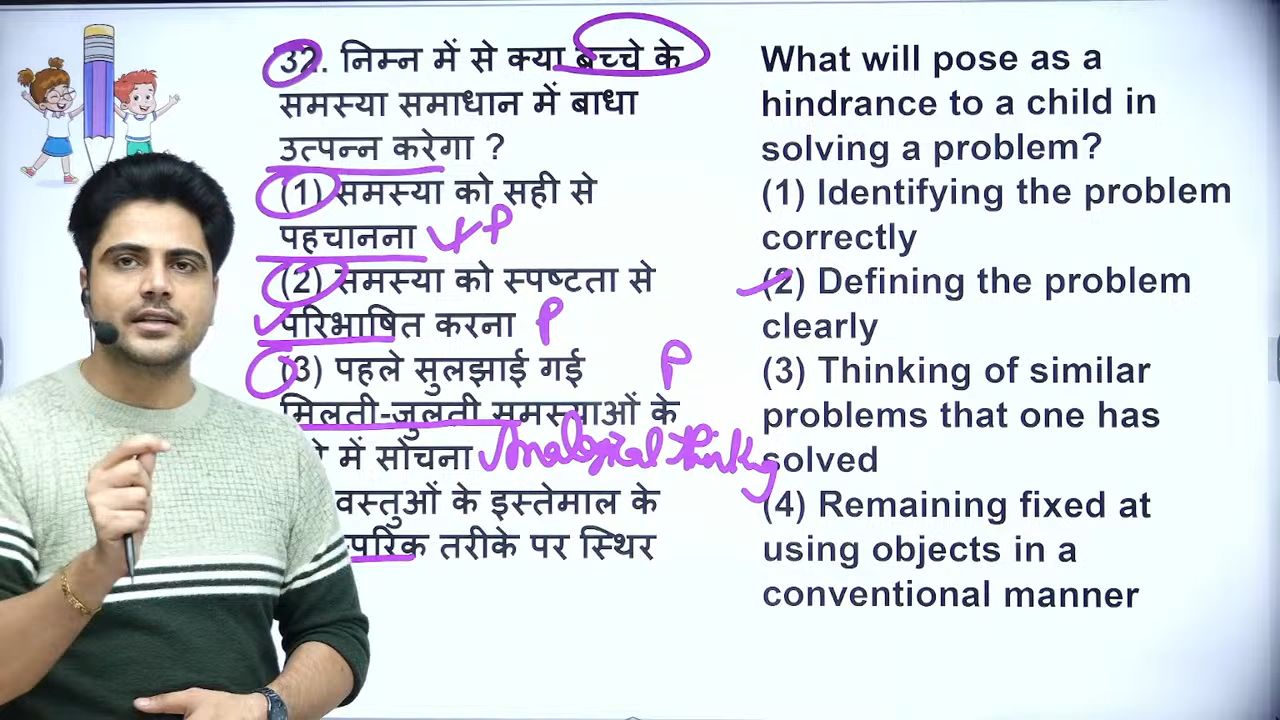 32. निम्न में से क्या बच्चे के
समस्या समाधान में बाधा
उत्पन्न करेगा ?
(1) समस्या को सही से
पहचानना P
(2) समस्या को स्पष्टता से
परिभाषित करना P
(3) पहले सुलझाई गई P
मिलती-जुलती समस्याओं के
में सोचना Analogical thinking
वस्तुओं के इस्तेमाल के
तरीके पर स्थिर
What will pose as a
hindrance to a child in
solving a problem?
(1) Identifying the problem
correctly
(2) Defining the problem
clearly
(3) Thinking of similar
problems that one has
solved
(4) Remaining fixed at
using objects in a
conventional manner